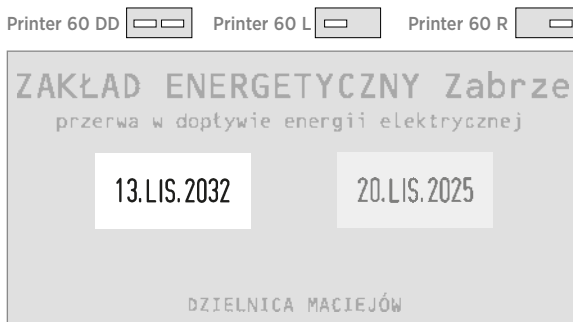 Printer 60 DD Printer 60 L Printer 60 R
ZAKŁAD ENERGETYCZNY Zabrze
przerwa w dopływie energii elektrycznej
13.LIS.2032 20.LIS.2025
DZIELNICA MACIEJÓW